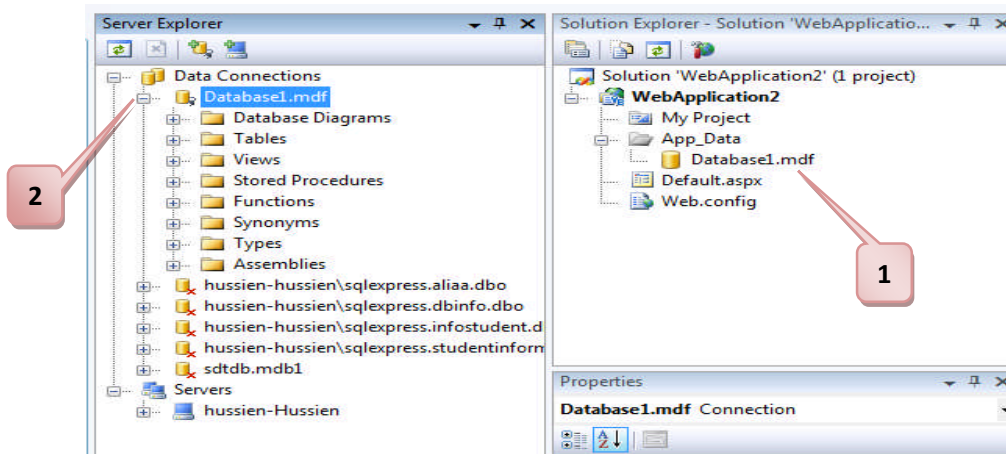 Server Explorer
Data Connections
Database1.mdf
Database Diagrams
Tables
Views
Stored Procedures
Functions
Synonyms
Types
Assemblies
hussien-hussien\sqlexpress.aliaa.dbo
hussien-hussien\sqlexpress.dbinfo.dbo
hussien-hussien\sqlexpress.infostudent.d
hussien-hussien\sqlexpress.studentinform
sdtdb.mdb1
Servers
hussien-Hussien
2
Solution Explorer - Solution 'WebApplicatio...
Solution 'WebApplication2' (1 project)
WebApplication2
My Project
App_Data
Database1.mdf
Default.aspx
Web.config
1
Properties
Database1.mdf Connection